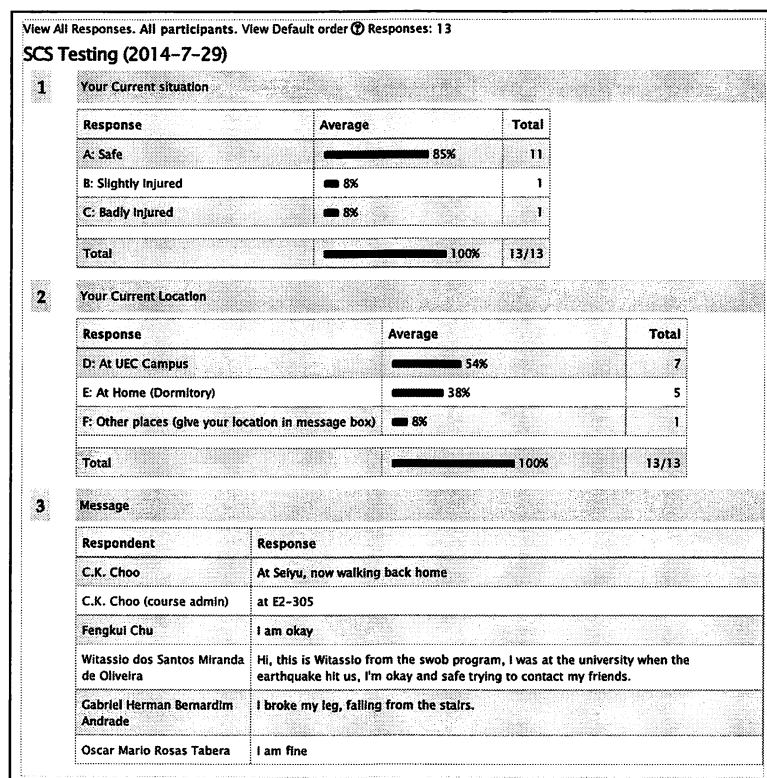 View All Responses. All participants. View Default order ? Responses: 13
SCS Testing (2014-7-29)
1 Your Current situation
Response Average Total
A: Safe 85% 11
B: Slightly Injured 8% 1
C: Badly Injured 8% 1
Total 100% 13/13
2 Your Current Location
Response Average Total
D: At UEC Campus 54% 7
E: At Home (Dormitory) 38% 5
F: Other places (give your location in message box) 8% 1
Total 100% 13/13
3 Message
Respondent Response
C.K. Choo At Seiyu, now walking back home
C.K. Choo (course admin) at E2-305
Fengkui Chu I am okay
Witassio dos Santos Miranda Hi, this is Witassio from the swob program, I was at the university when the
de Oliveira earthquake hit us, I'm okay and safe trying to contact my friends.
Gabriel Herman Bernardim I broke my leg, falling from the stairs.
Andrade
Oscar Mario Rosas Tabera I am fine